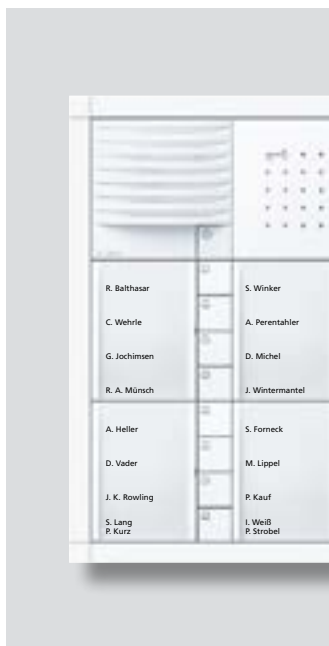 R. Balthasar
C. Wehrle
G. Jochimsen
R. A. Münsch
A. Heller
D. Vader
J. K. Rowling
S. Lang
P. Kurz
S. Winker
A. Perentahler
D. Michel
J. Wintermantel
S. Forneck
M. Lippel
P. Kauf
I. Weiß
P. Strobel